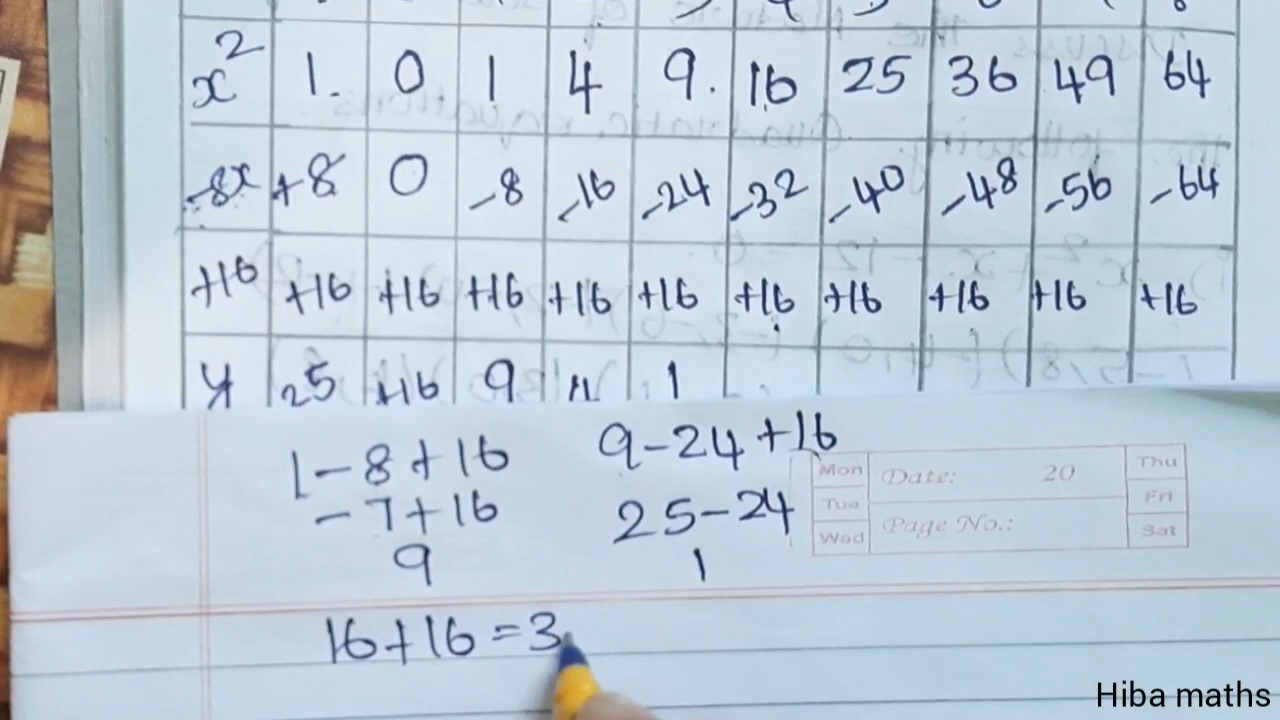 x² 1. 0 1 4 9. 16 25 36 49 64
-8x +8 0 -8 -16 -24 -32 -40 -48 -56 -64
+16 +16 +16 +16 +16 +16 +16 +16 +16 +16 +16
y 25 +16 9 4 1
1-8+16 9-24+16
-7+16 25-24
9 1
16+16=3
Mon Date: 20 Thu
Tue Fri
Wed Page No.: Sat
Hiba maths